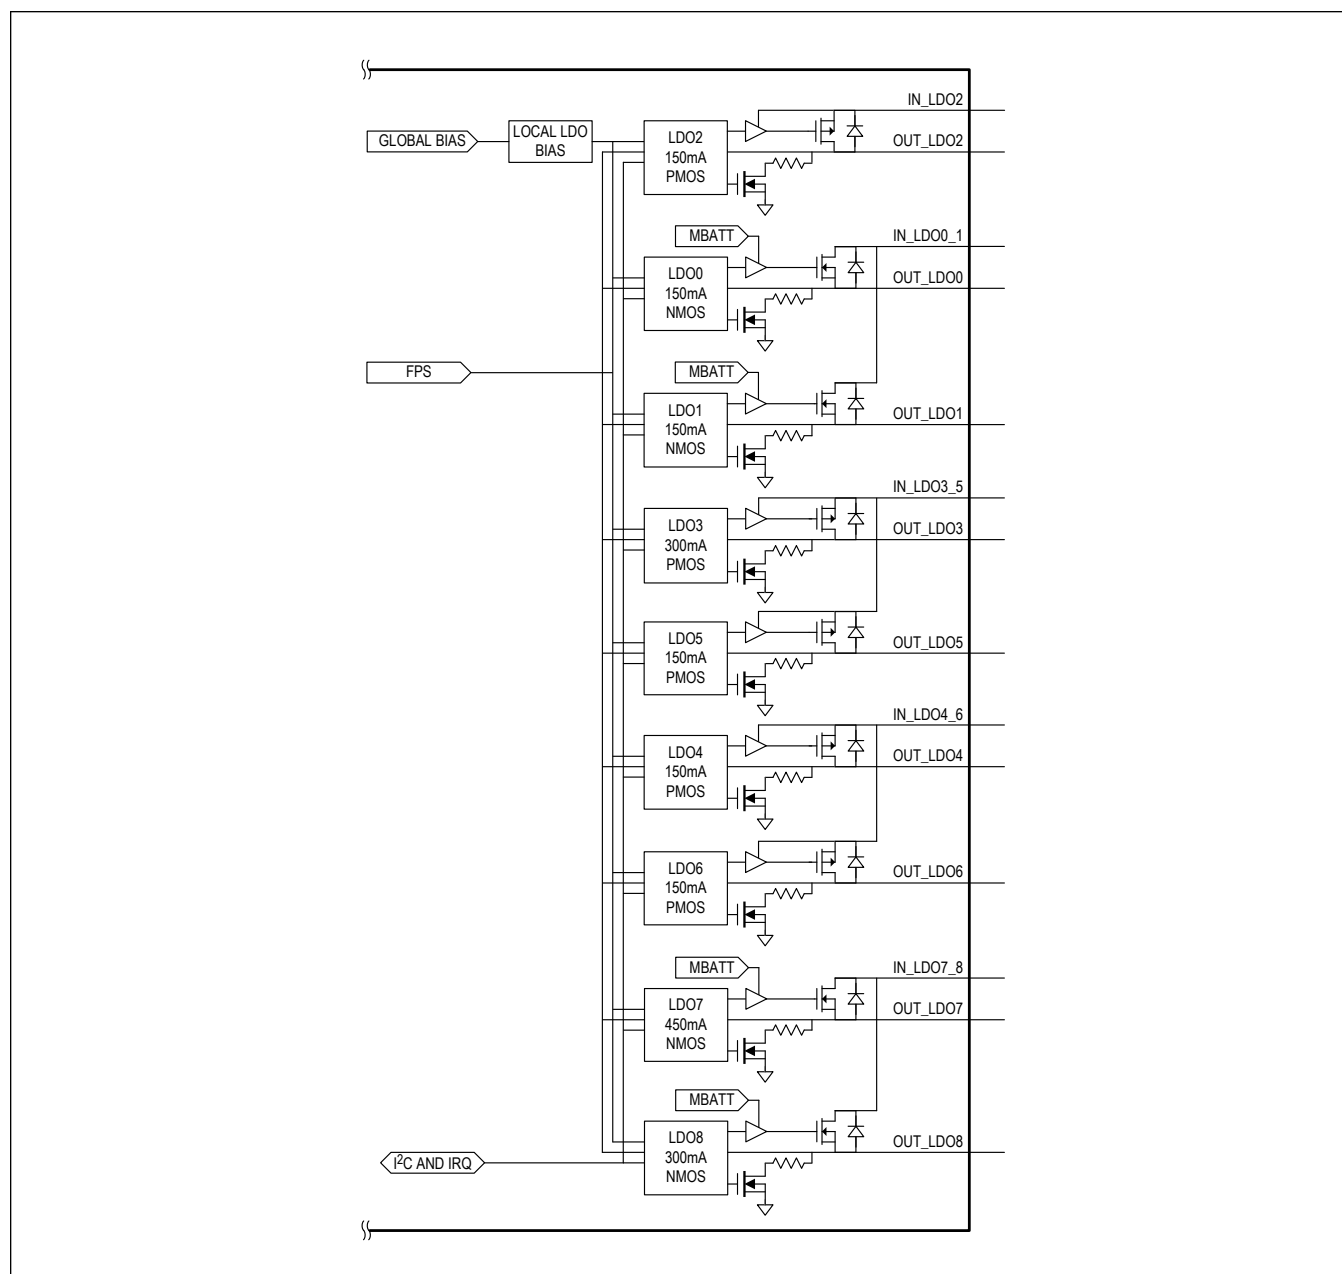 IN_LDO2
GLOBAL BIAS
LOCAL LDO
BIAS
LDO2
150mA
PMOS
OUT_LDO2
MBATT
IN_LDO0_1
LDO0
150mA
NMOS
OUT_LDO0
FPS
MBATT
LDO1
150mA
NMOS
OUT_LDO1
IN_LDO3_5
LDO3
300mA
PMOS
OUT_LDO3
LDO5
150mA
PMOS
OUT_LDO5
IN_LDO4_6
LDO4
150mA
PMOS
OUT_LDO4
LDO6
150mA
PMOS
OUT_LDO6
MBATT
IN_LDO7_8
LDO7
450mA
NMOS
OUT_LDO7
MBATT
LDO8
300mA
NMOS
OUT_LDO8
I²C AND IRQ